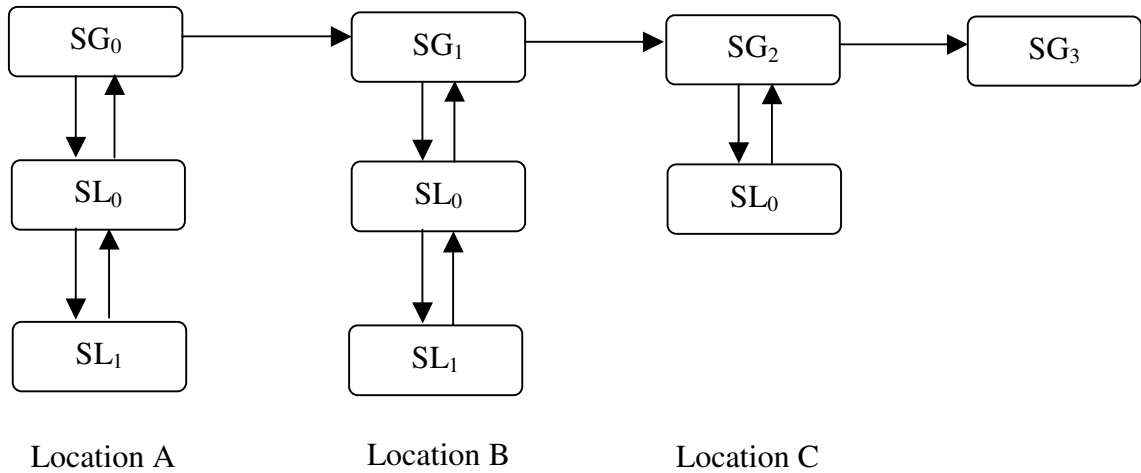 SG₀ SG₁ SG₂ SG₃
SL₀ SL₀ SL₀
SL₁ SL₁
Location A Location B Location C